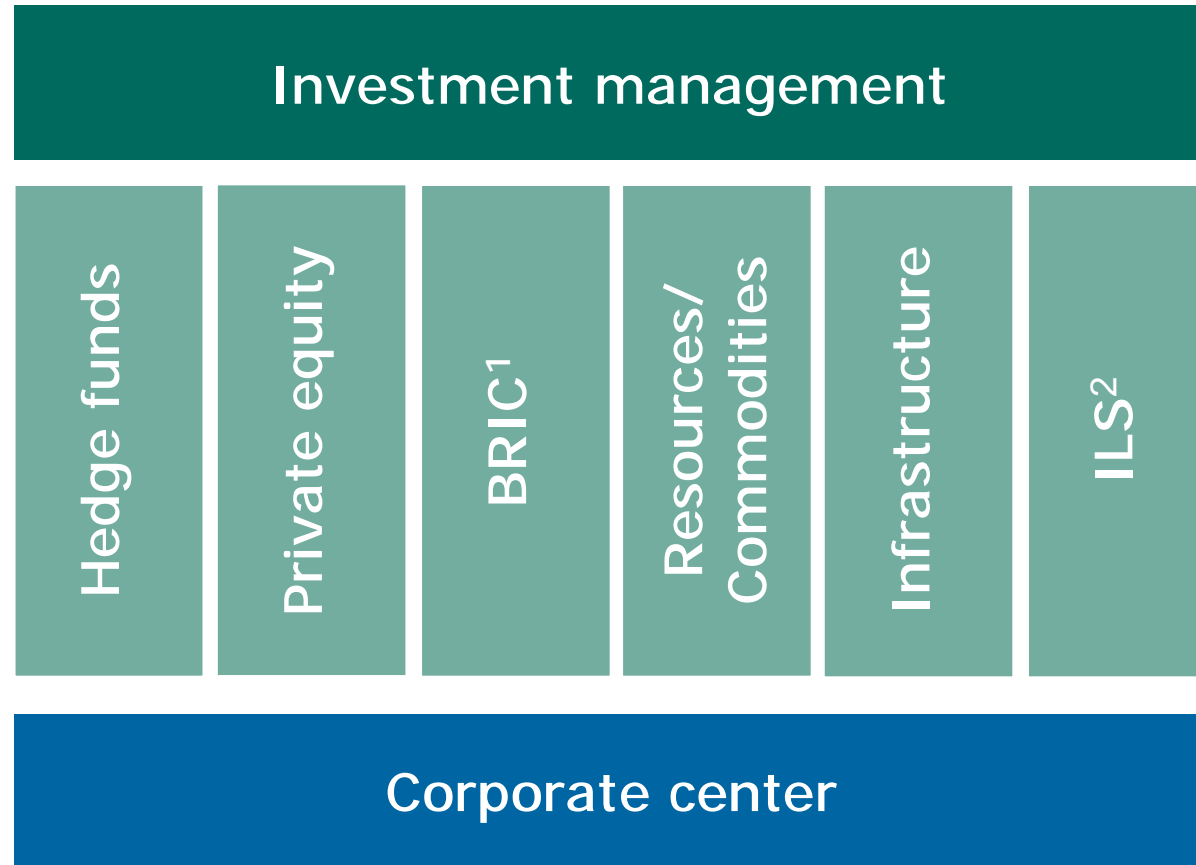 Investment management
Hedge funds
Private equity
BRIC¹
Resources/
Commodities
Infrastructure
ILS²
Corporate center